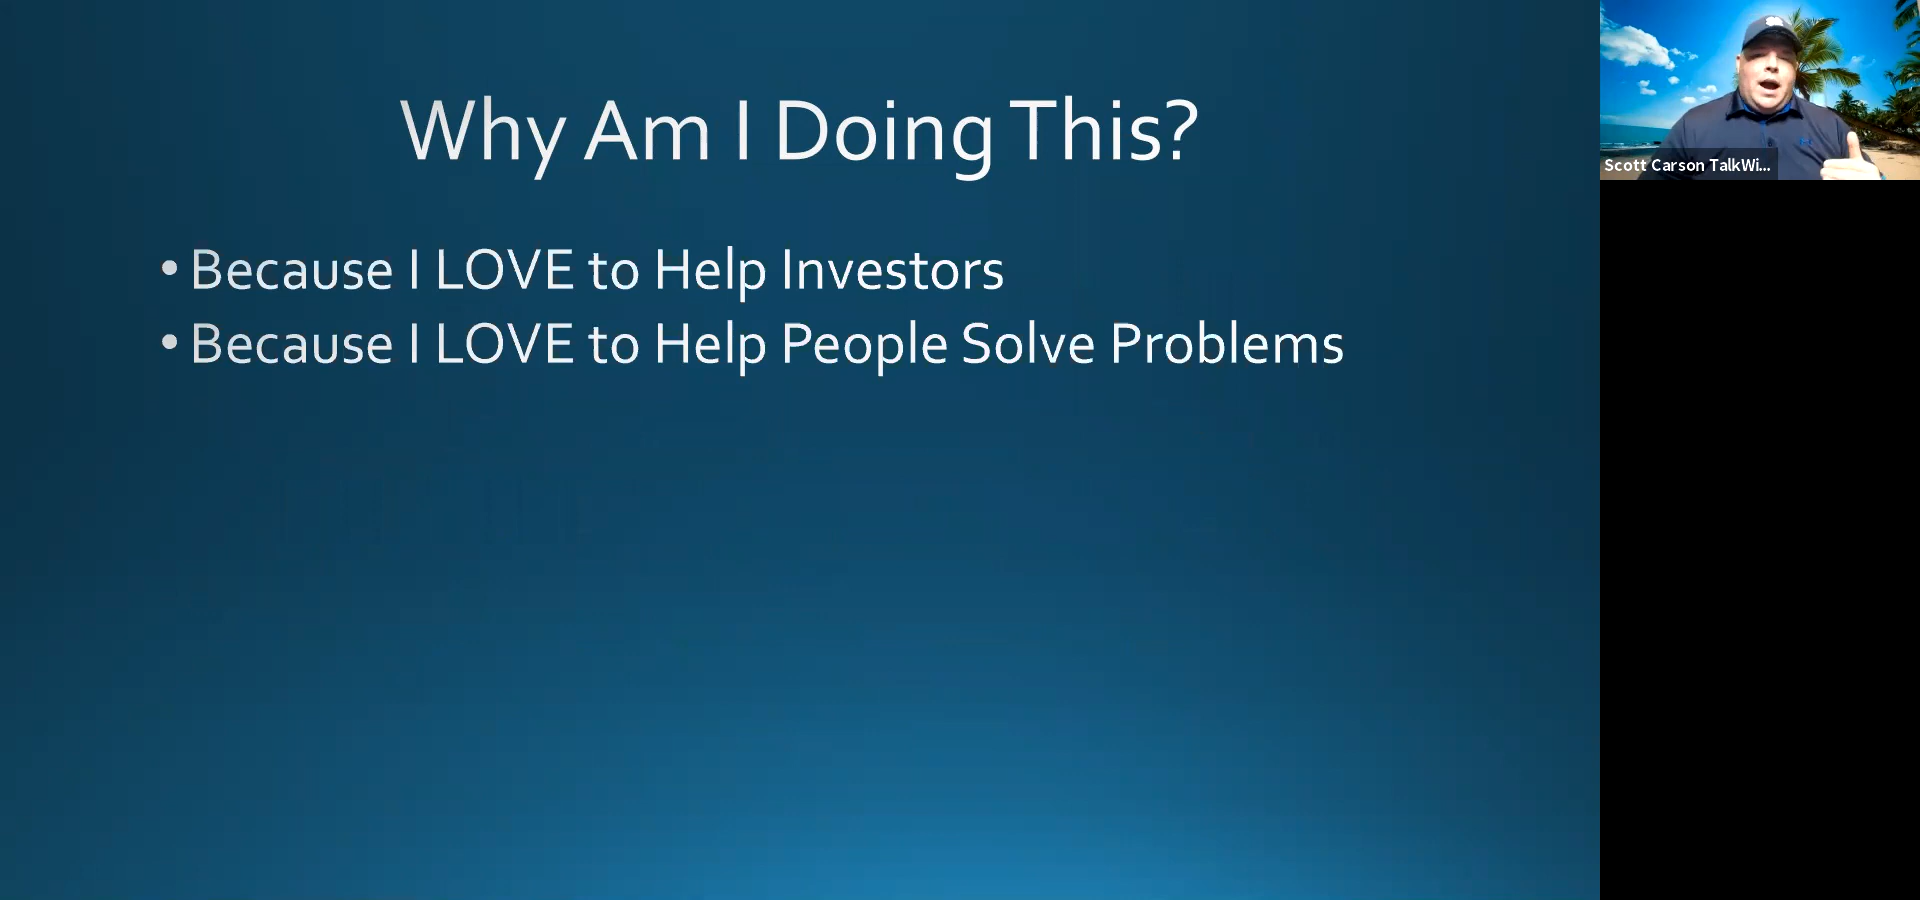 Why Am I Doing This?
• Because I LOVE to Help Investors
• Because I LOVE to Help People Solve Problems
Scott Carson TalkWi...